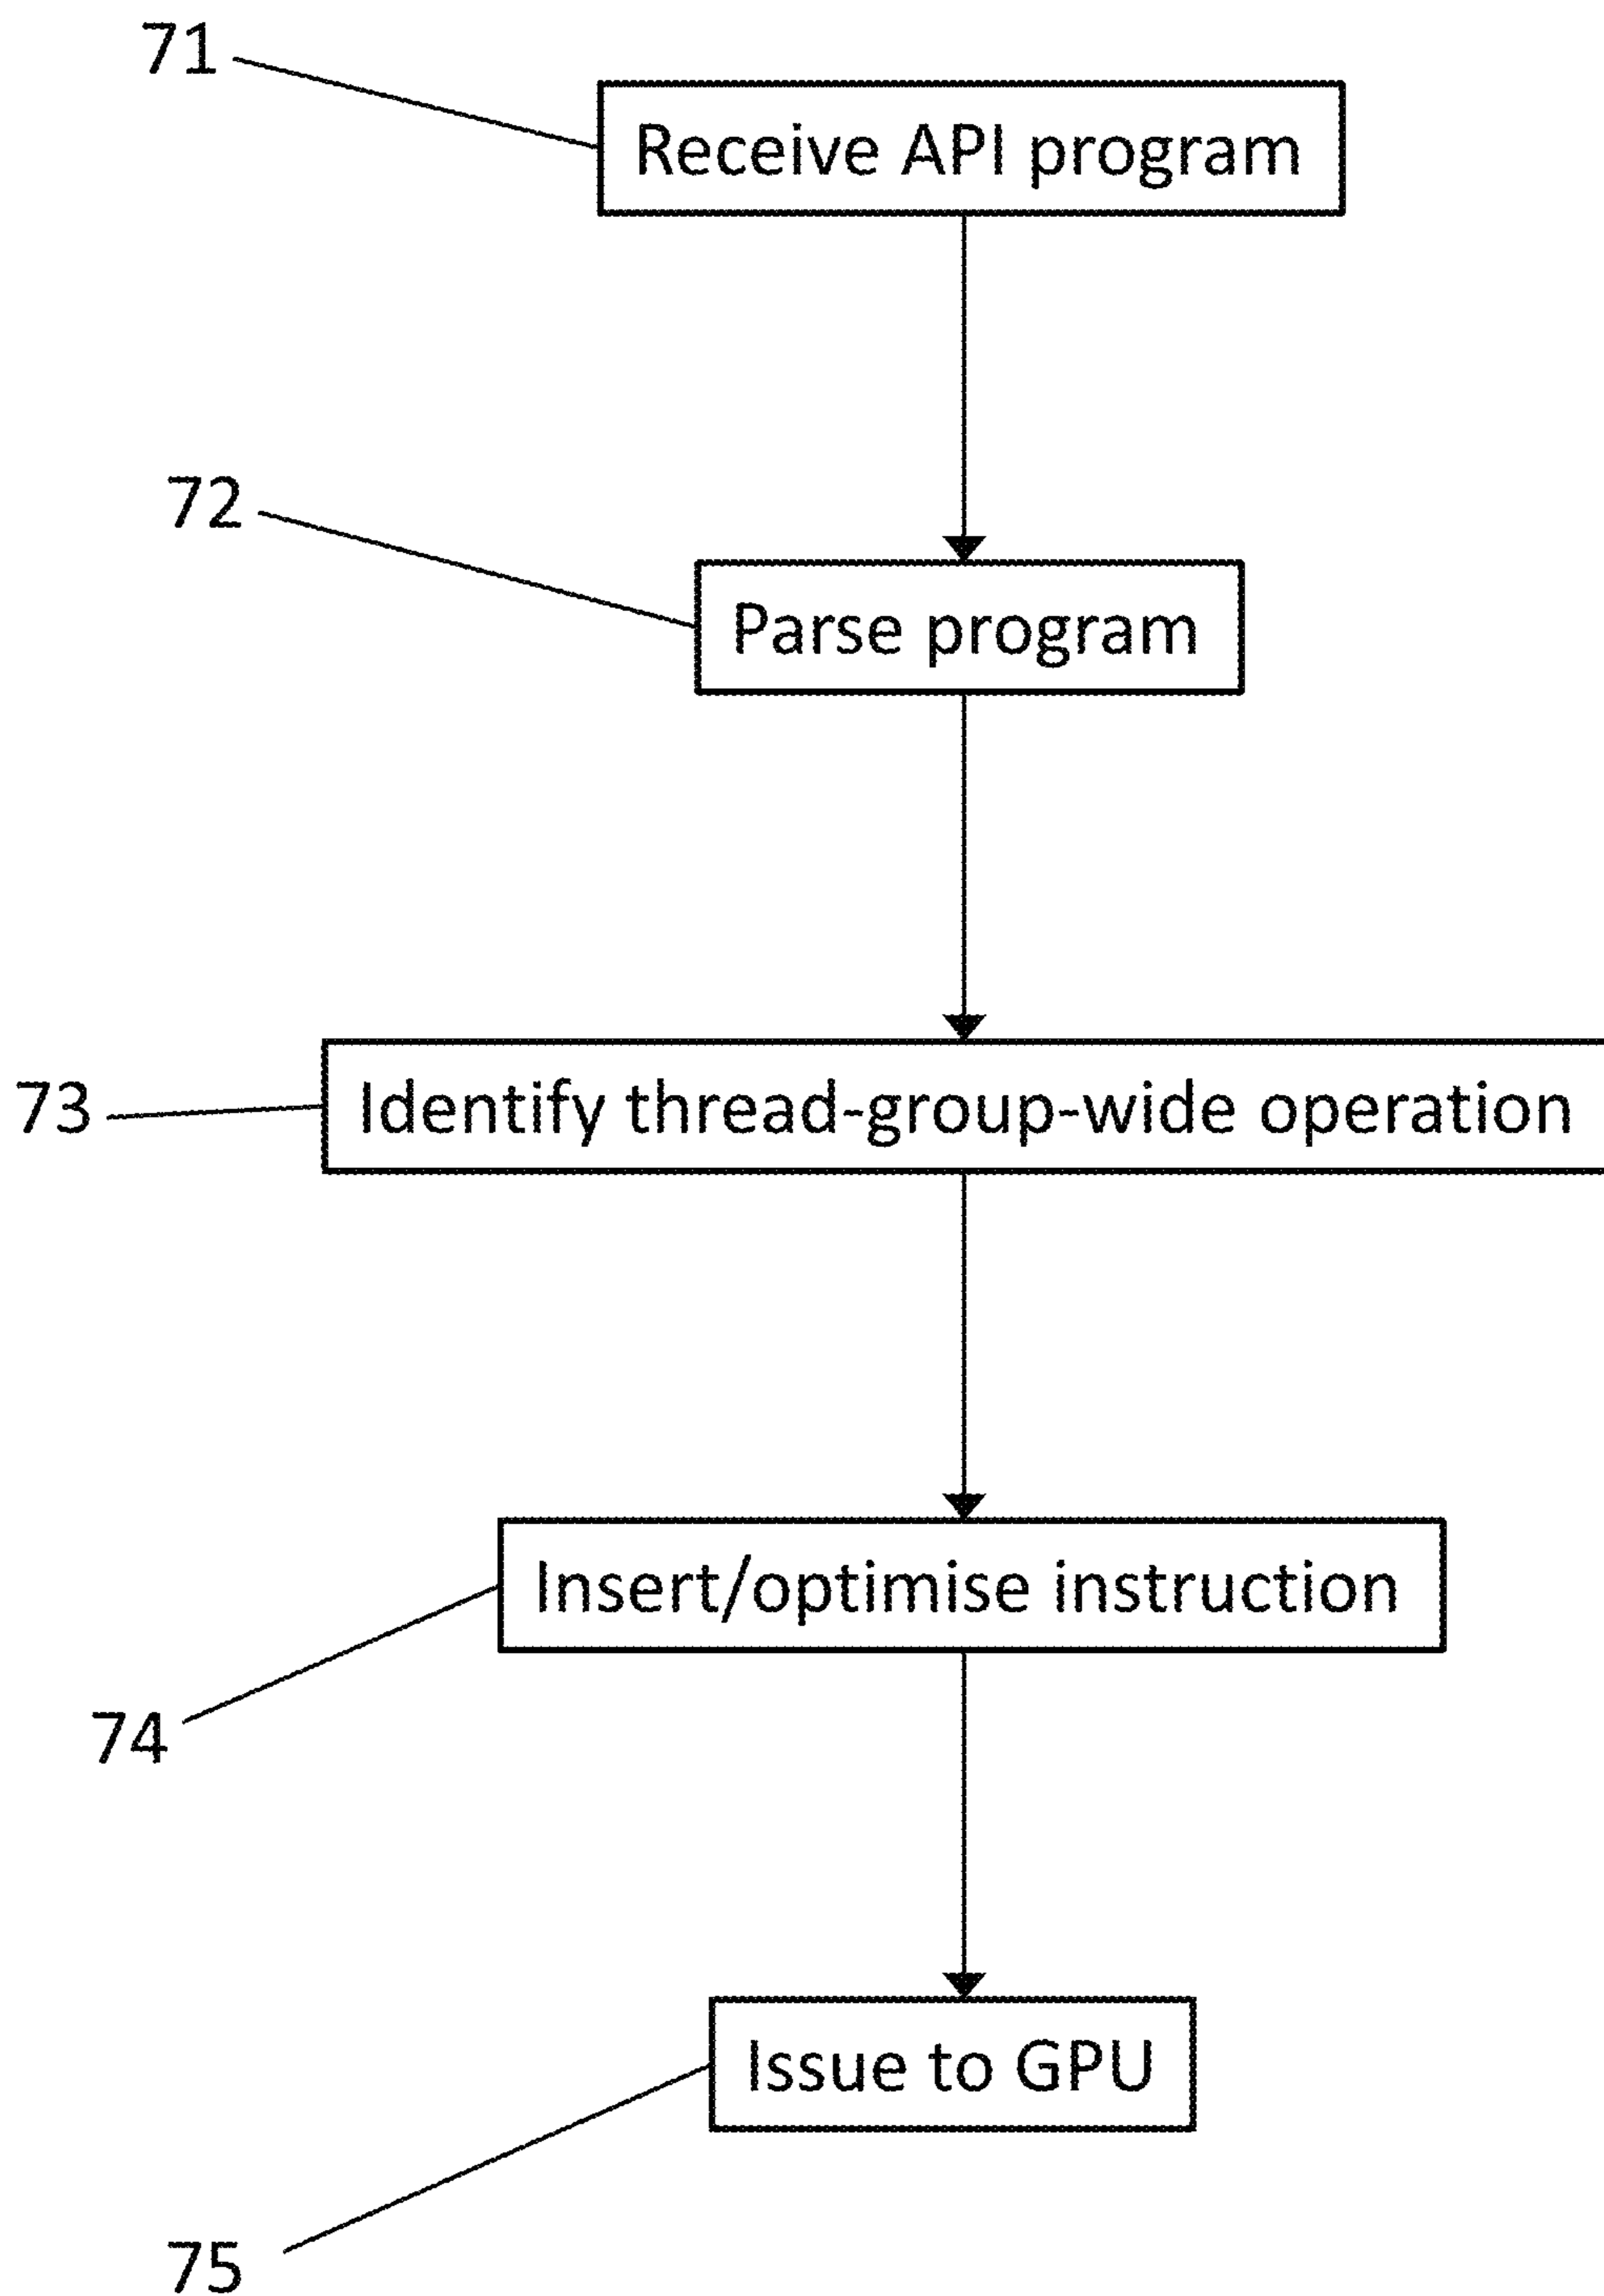 71
Receive API program
72
Parse program
73
Identify thread-group-wide operation
Insert/optimise instruction
74
Issue to GPU
75